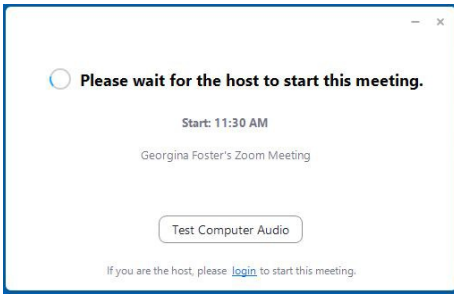 Please wait for the host to start this meeting.
Start: 11:30 AM
Georgina Foster's Zoom Meeting
Test Computer Audio
If you are the host, please login to start this meeting.